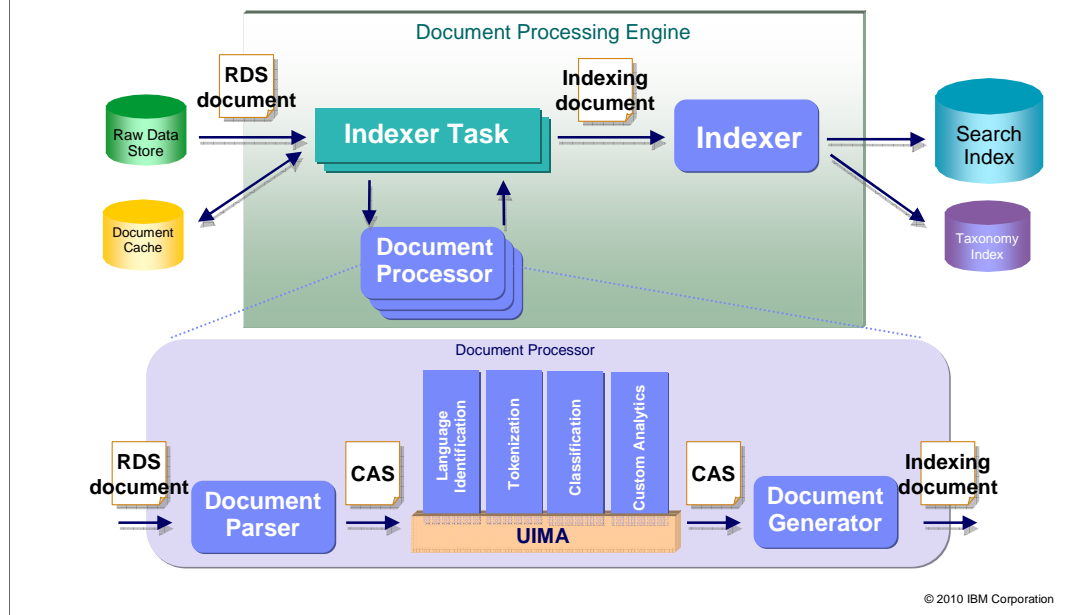 Document Processing Engine
RDS
document
Indexing
document
Raw Data
Store
Indexer Task
Indexer
Search
Index
Document
Cache
Document
Processor
Taxonomy
Index
Document Processor
Language
Identification
Tokenization
Classification
Custom Analytics
RDS
document
CAS
CAS
Indexing
document
Document
Parser
Document
Generator
UIMA
© 2010 IBM Corporation